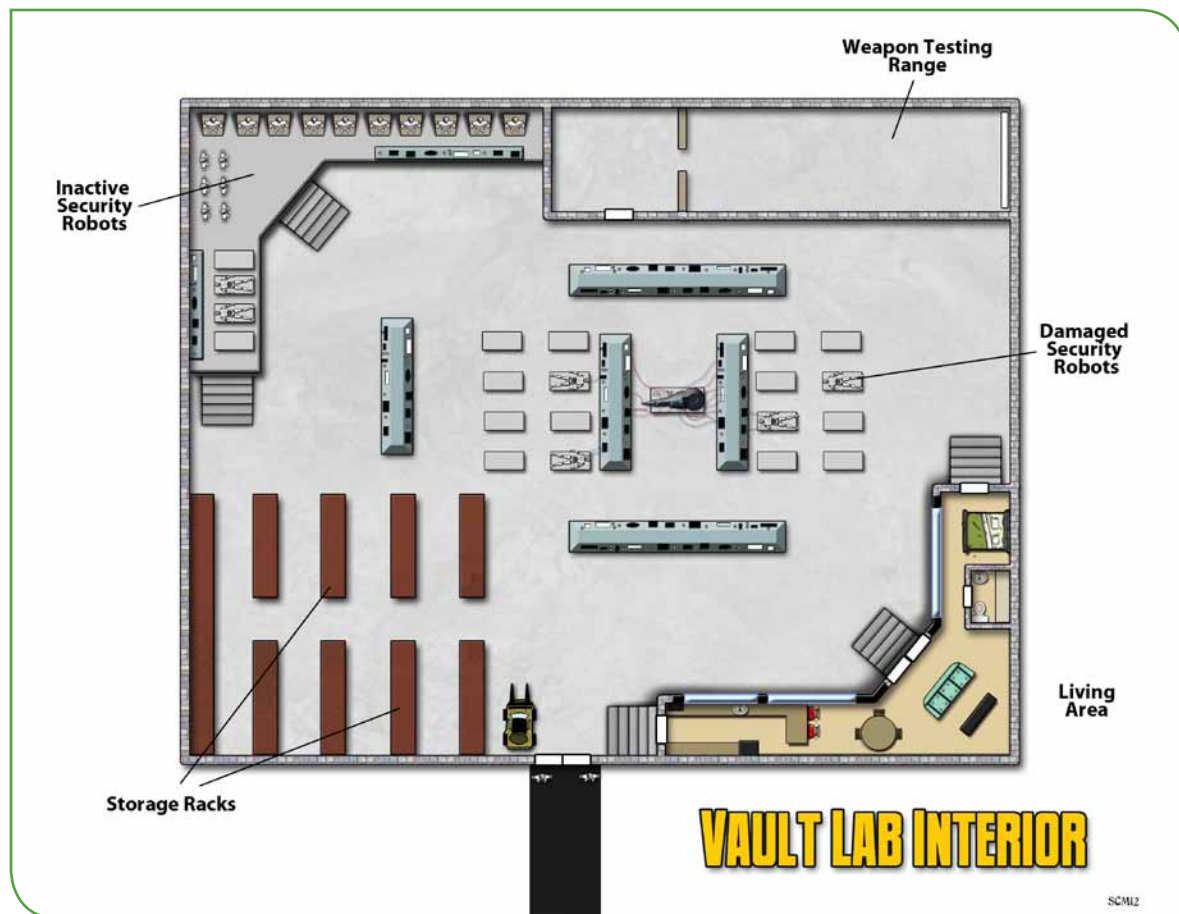 Weapon Testing
Range
Inactive
Security
Robots
Damaged
Security
Robots
Living
Area
Storage Racks
VAULT LAB INTERIOR
SCM12